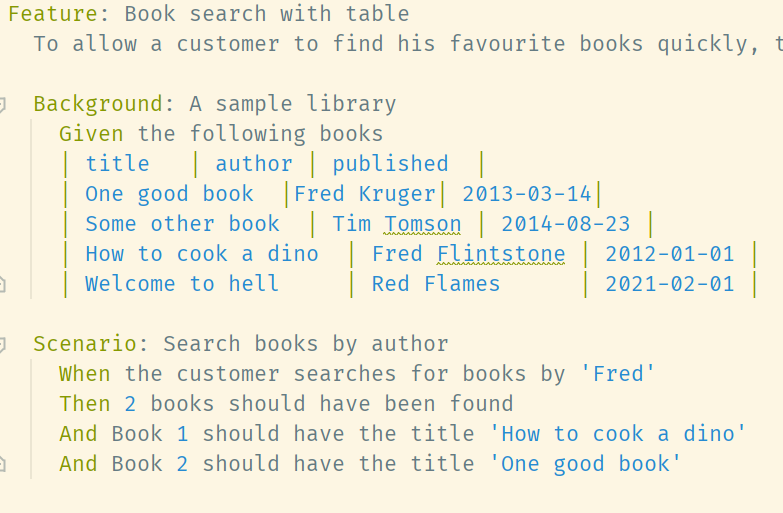 Feature: Book search with table
To allow a customer to find his favourite books quickly, t
Background: A sample library
Given the following books
| title   | author | published  |
| One good book  |Fred Kruger| 2013-03-14|
| Some other book  | Tim Tomson | 2014-08-23 |
| How to cook a dino  | Fred Flintstone | 2012-01-01 |
| Welcome to hell     | Red Flames      | 2021-02-01 |
Scenario: Search books by author
When the customer searches for books by 'Fred'
Then 2 books should have been found
And Book 1 should have the title 'How to cook a dino'
And Book 2 should have the title 'One good book'